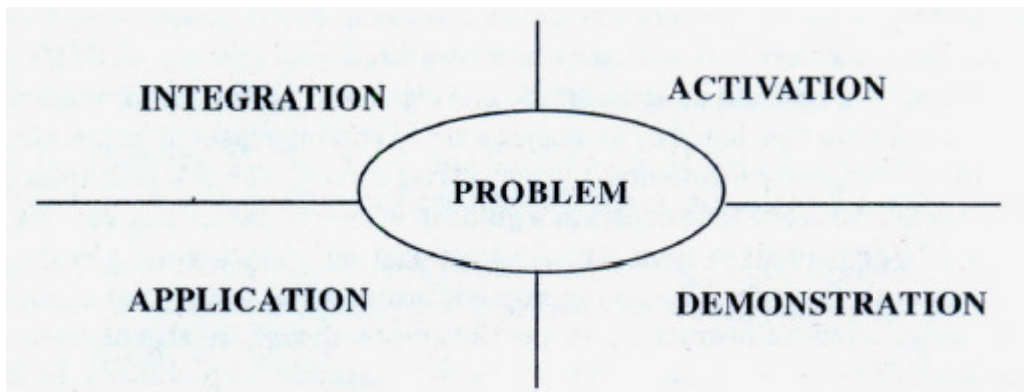 INTEGRATION
ACTIVATION
PROBLEM
APPLICATION
DEMONSTRATION